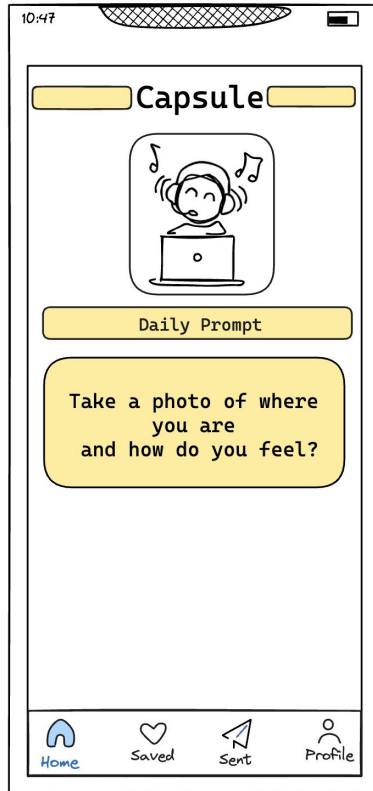 10:47
Capsule
Daily Prompt
Take a photo of where
you are
and how do you feel?
Home
Saved
Sent
Profile